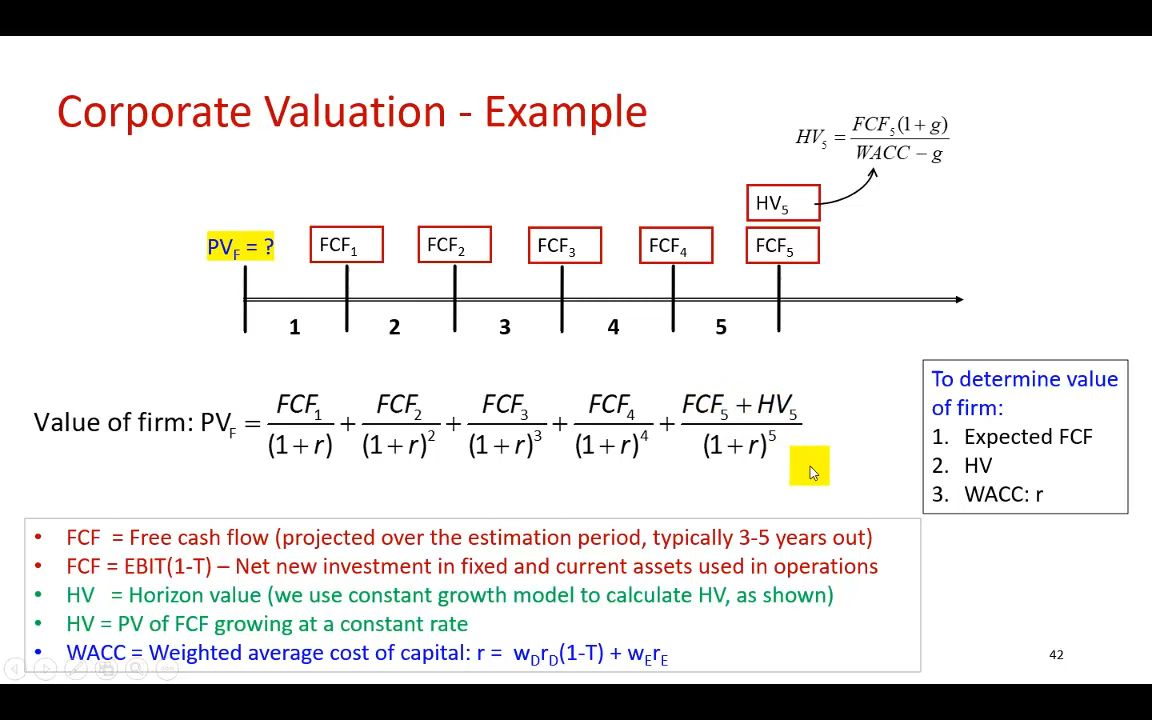 Corporate Valuation - Example
HV₅ = FCF₅(1 + g) / WACC − g
HV₅
PV_F = ? FCF₁ FCF₂ FCF₃ FCF₄ FCF₅
1 2 3 4 5
Value of firm: PV_F = FCF₁/(1 + r) + FCF₂/(1 + r)² + FCF₃/(1 + r)³ + FCF₄/(1 + r)⁴ + FCF₅ + HV₅/(1 + r)⁵
To determine value
of firm:
1. Expected FCF
2. HV
3. WACC: r
• FCF = Free cash flow (projected over the estimation period, typically 3-5 years out)
• FCF = EBIT(1-T) – Net new investment in fixed and current assets used in operations
• HV = Horizon value (we use constant growth model to calculate HV, as shown)
• HV = PV of FCF growing at a constant rate
• WACC = Weighted average cost of capital: r = w_Dr_D(1-T) + w_Er_E
42